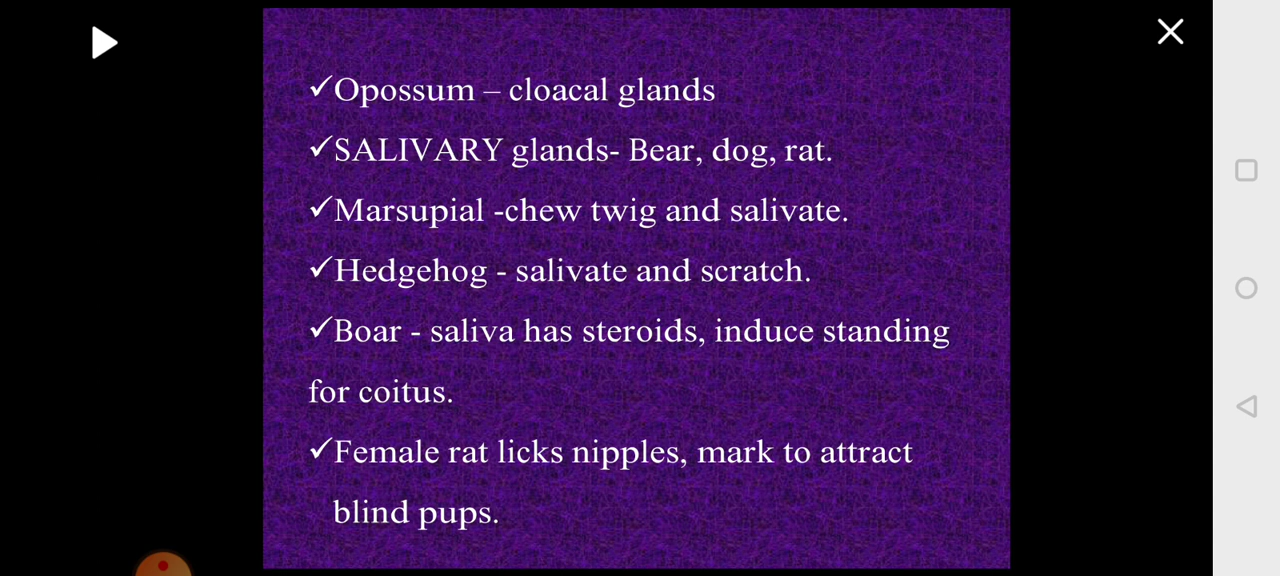 ✓Opossum – cloacal glands
✓SALIVARY glands- Bear, dog, rat.
✓Marsupial -chew twig and salivate.
✓Hedgehog - salivate and scratch.
✓Boar - saliva has steroids, induce standing
for coitus.
✓Female rat licks nipples, mark to attract
blind pups.